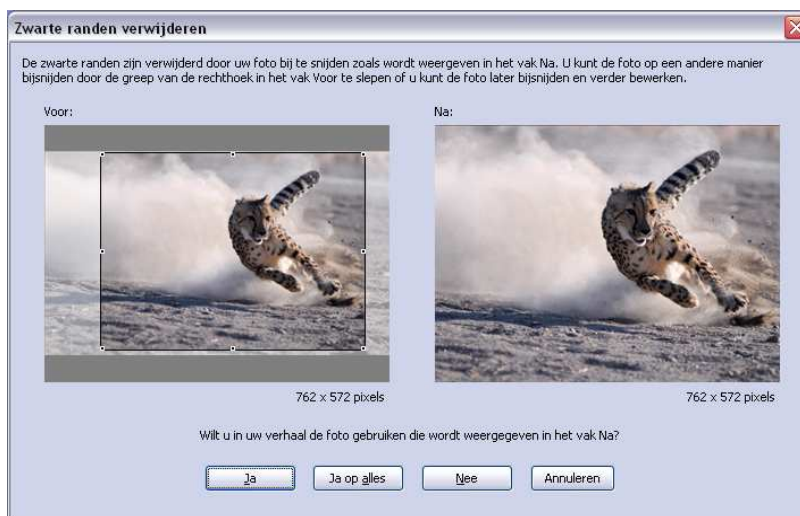 Zwarte randen verwijderen
De zwarte randen zijn verwijderd door uw foto bij te snijden zoals wordt weergeven in het vak Na. U kunt de foto op een andere manier
bijsnijden door de greep van de rechthoek in het vak Voor te slepen of u kunt de foto later bijsnijden en verder bewerken.
Voor:
Na:
762 x 572 pixels
762 x 572 pixels
Wilt u in uw verhaal de foto gebruiken die wordt weergegeven in het vak Na?
Ja
Ja op alles
Nee
Annuleren